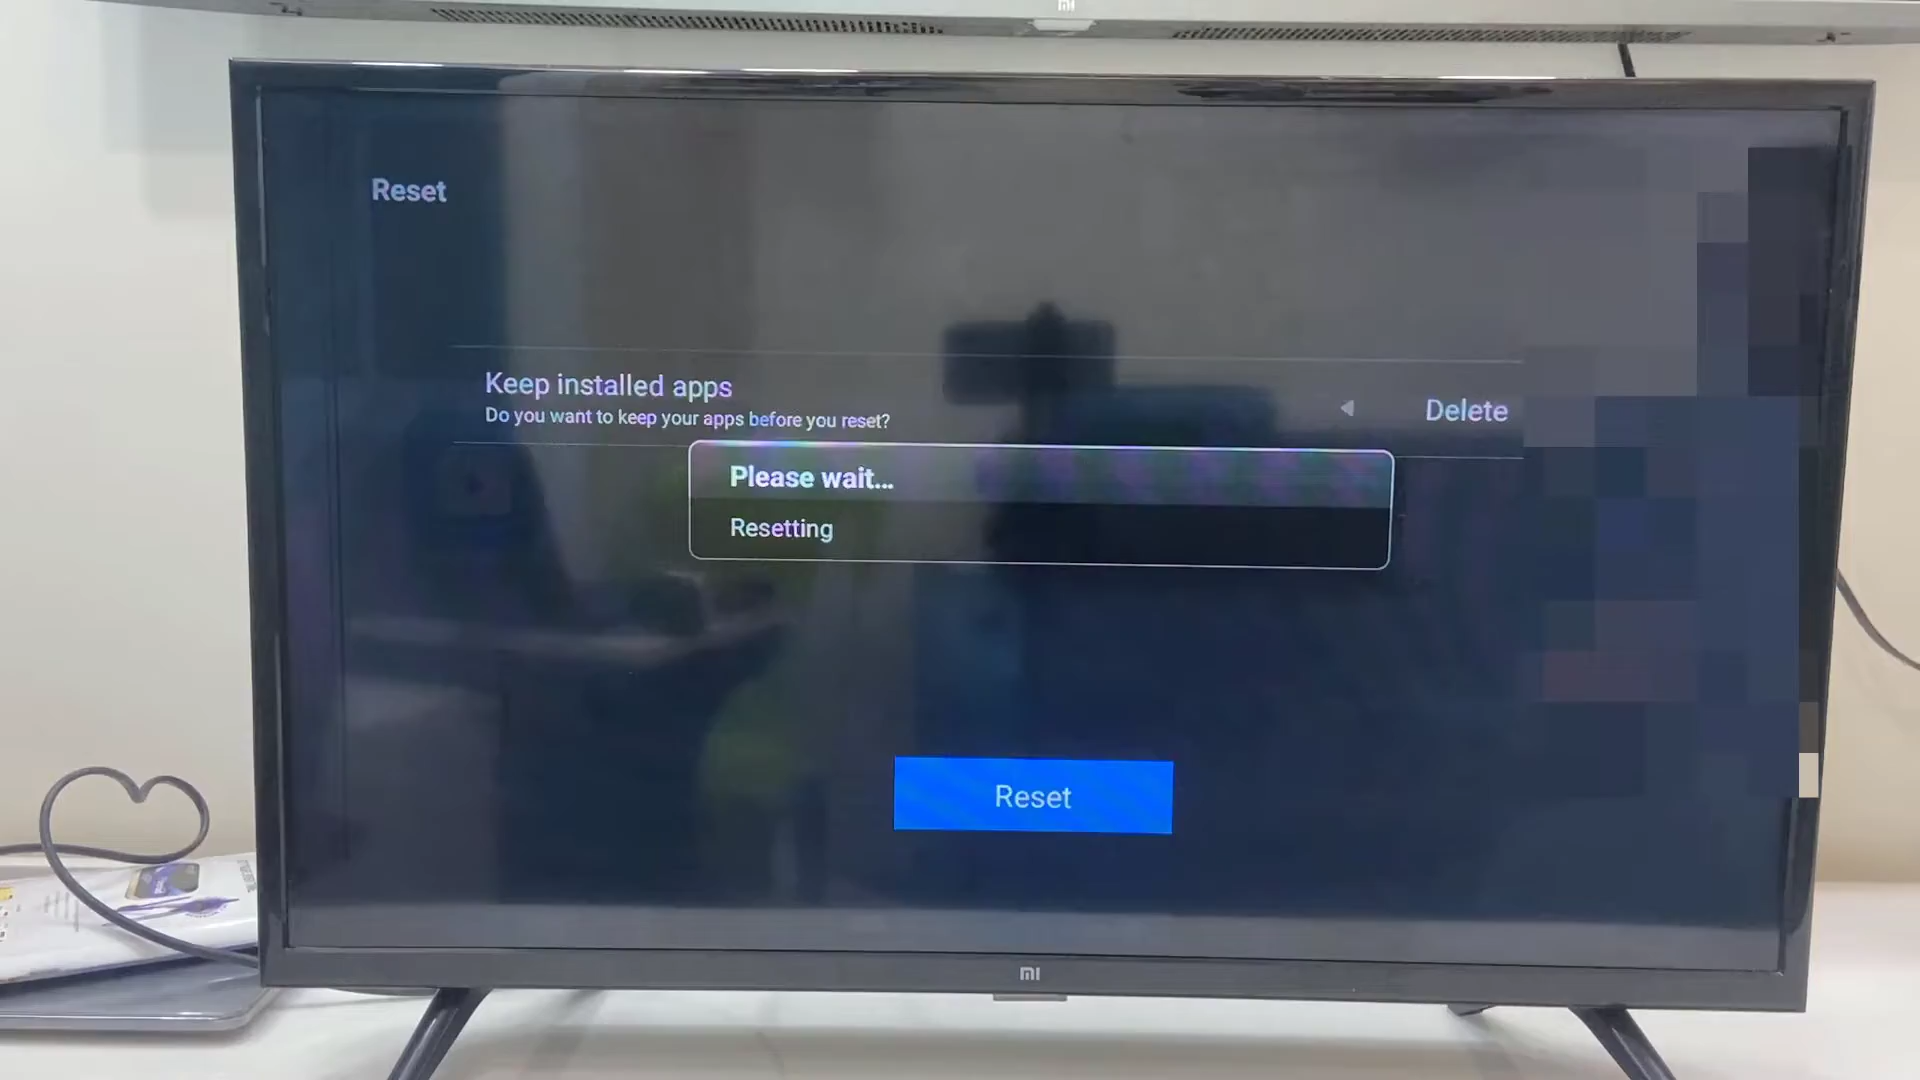 mi
Reset
Keep installed apps
Do you want to keep your apps before you reset?
Delete
Please wait...
Resetting
Reset
mi